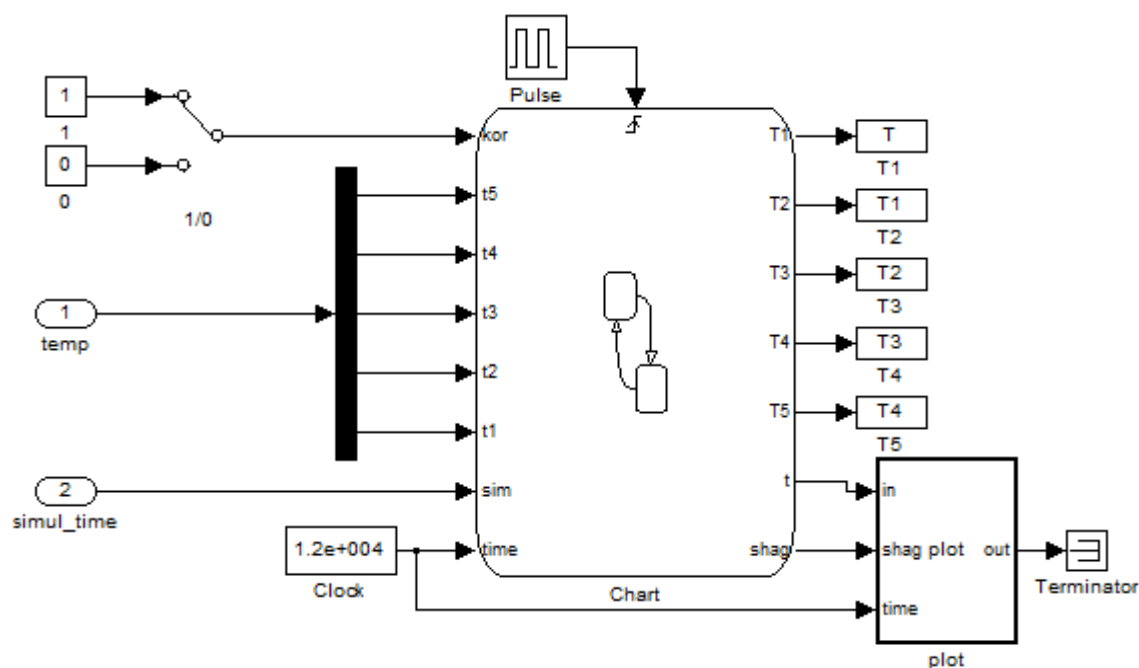 Pulse
1
1
0
0
1/0
1
temp
2
simul_time
1.2e+004
Clock
kor
t5
t4
t3
t2
t1
sim
time
Chart
T1
T2
T3
T4
T5
t
shag
T
T1
T1
T2
T2
T3
T3
T4
T4
T5
in
shag plot
out
time
plot
Terminator